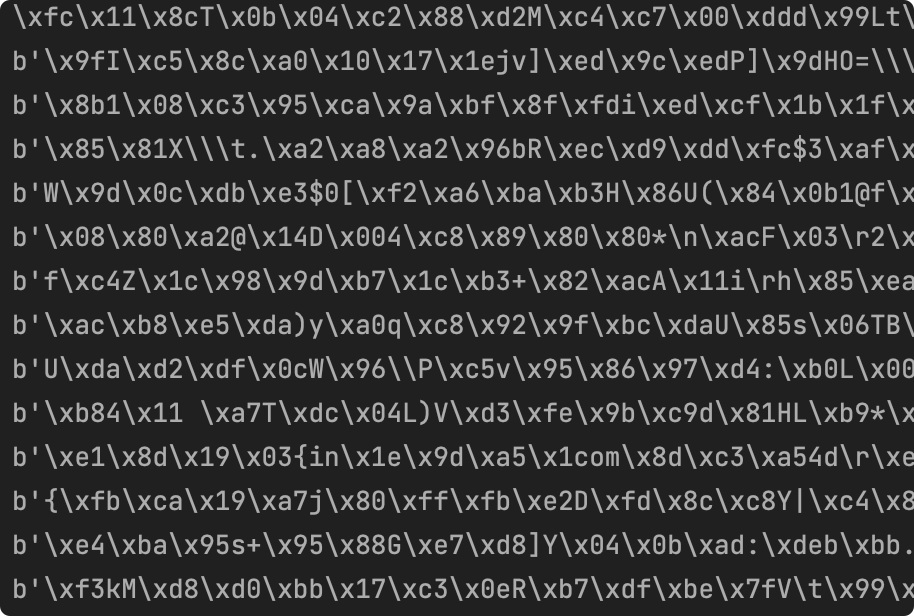 \xfc\x11\x8cT\x0b\x04\xc2\x88\xd2M\xc4\xc7\x00\xddd\x99Lt\
b'\x9fI\xc5\x8c\xa0\x10\x17\x1ejv]\xed\x9c\xedP]\x9dHO=\\\
b'\x8b1\x08\xc3\x95\xca\x9a\xbf\x8f\xfdi\xed\xcf\x1b\x1f\x
b'\x85\x81X\\\t.\xa2\xa8\xa2\x96bR\xec\xd9\xdd\xfc$3\xaf\x
b'W\x9d\x0c\xdb\xe3$0[\xf2\xa6\xba\xb3H\x86U(\x84\x0b1@f\x
b'\x08\x80\xa2@\x14D\x004\xc8\x89\x80\x80*\n\xacF\x03\r2\x
b'f\xc4Z\x1c\x98\x9d\xb7\x1c\xb3+\x82\xacA\x11i\rh\x85\xea
b'\xac\xb8\xe5\xda)y\xa0q\xc8\x92\x9f\xbc\xdaU\x85s\x06TB\
b'U\xda\xd2\xdf\x0cW\x96\\P\xc5v\x95\x86\x97\xd4:\xb0L\x00
b'\xb84\x11 \xa7T\xdc\x04L)V\xd3\xfe\x9b\xc9d\x81HL\xb9*\x
b'\xe1\x8d\x19\x03{in\x1e\x9d\xa5\x1com\x8d\xc3\xa54d\r\xe
b'{\xfb\xca\x19\xa7j\x80\xff\xfb\xe2D\xfd\x8c\xc8Y|\xc4\x8
b'\xe4\xba\x95s+\x95\x88G\xe7\xd8]Y\x04\x0b\xad:\xdeb\xbb.
b'\xf3kM\xd8\xd0\xbb\x17\xc3\x0eR\xb7\xdf\xbe\x7fV\t\x99\x